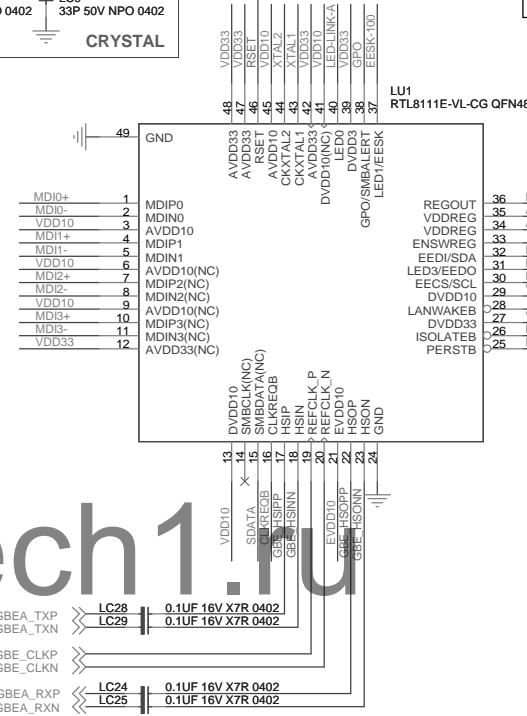 0402
33P 50V NPO 0402
CRYSTAL
VDD33
VDD33
RSET
VDD10
XTAL2
XTAL1
VDD33
VDD10
LED-LINK-A
VDD33
GPO
EESK-100
48
47
46
45
44
43
42
41
40
39
38
37
LU1
RTL8111E-VL-CG QFN48
AVDD33
AVDD33
RSET
AVDD10
CKXTAL2
CKXTAL1
AVDD33
DVDD10(NC)
LED0
DVDD3
GPO/SMBALERT
LED1/EESK
49 GND
MDI0+ 1 MDIP0
MDI0- 2 MDIN0
VDD10 3 AVDD10
MDI1+ 4 MDIP1
MDI1- 5 MDIN1
VDD10 6 AVDD10(NC)
MDI2+ 7 MDIP2(NC)
MDI2- 8 MDIN2(NC)
VDD10 9 AVDD10(NC)
MDI3+ 10 MDIP3(NC)
MDI3- 11 MDIN3(NC)
VDD33 12 AVDD33(NC)
REGOUT 36
VDDREG 35
VDDREG 34
ENSWREG 33
EEDI/SDA 32
LED3/EEDO 31
EECS/SCL 30
DVDD10 29
LANWAKEB 28
DVDD33 27
ISOLATEB 26
PERSTB 25
DVDD10
SMBCLK(NC)
SMBDATA(NC)
CLKREQB
HSIP
HSIN
REFCLK_P
REFCLK_N
EVDD10
HSOP
HSON
GND
13
14
15
16
17
18
19
20
21
22
23
24
VDD10
SDATA
CLKREQB
GBE_HSIPP
GBE_HSINN
EVDD10
GBE_HSOPP
GBE_HSONN
ech1.ru
GBEA_TXP LC28 0.1UF 16V X7R 0402
GBEA_TXN LC29 0.1UF 16V X7R 0402
GBE_CLKP
GBE_CLKN
GBEA_RXP LC24 0.1UF 16V X7R 0402
GBEA_RXN LC25 0.1UF 16V X7R 0402